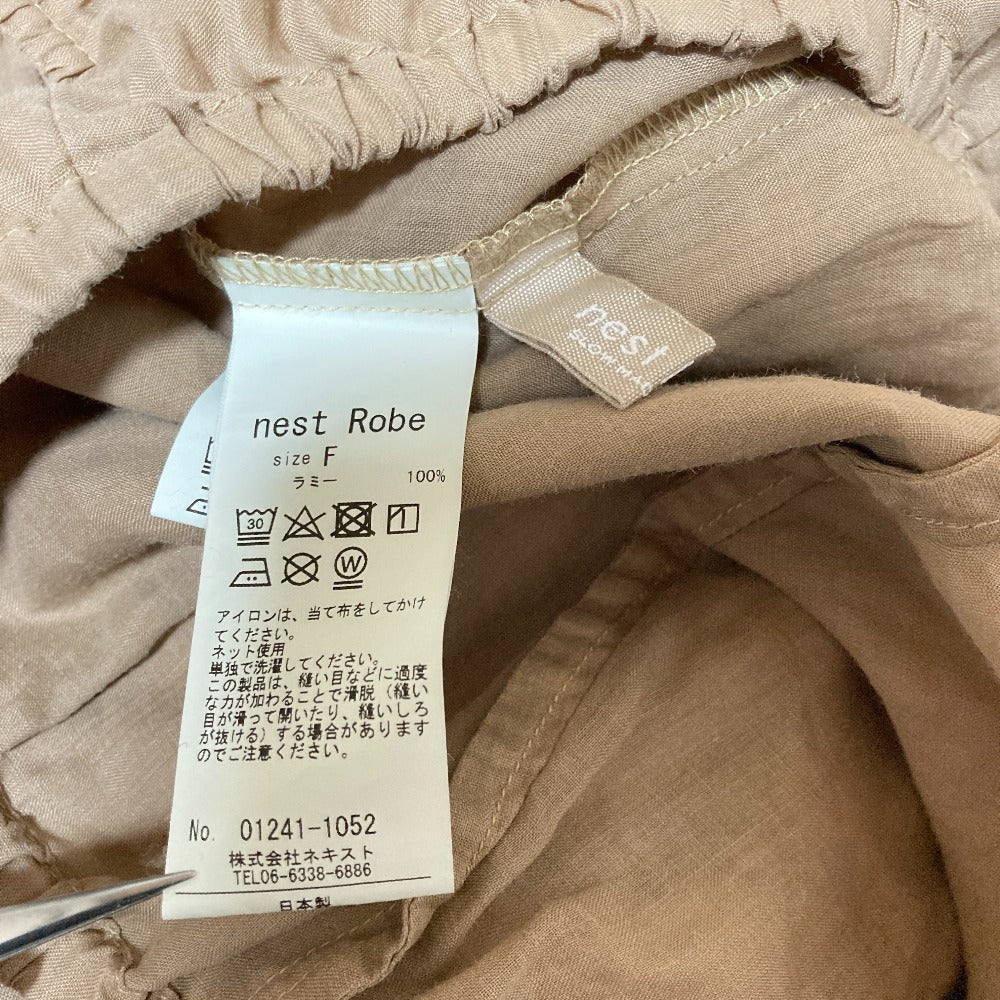 nest Robe
size F
ラミー 100%
30
W
アイロンは、当て布をしてかけ
てください。
ネット使用
単独で洗濯してください。
この製品は、縫い目などに過度
な力が加わることで滑脱（縫い
目が滑って開いたり、縫いしろ
が抜ける）する場合があります
のでご注意ください。
No. 01241-1052
株式会社ネキスト
TEL06-6338-6886
日本製
nest